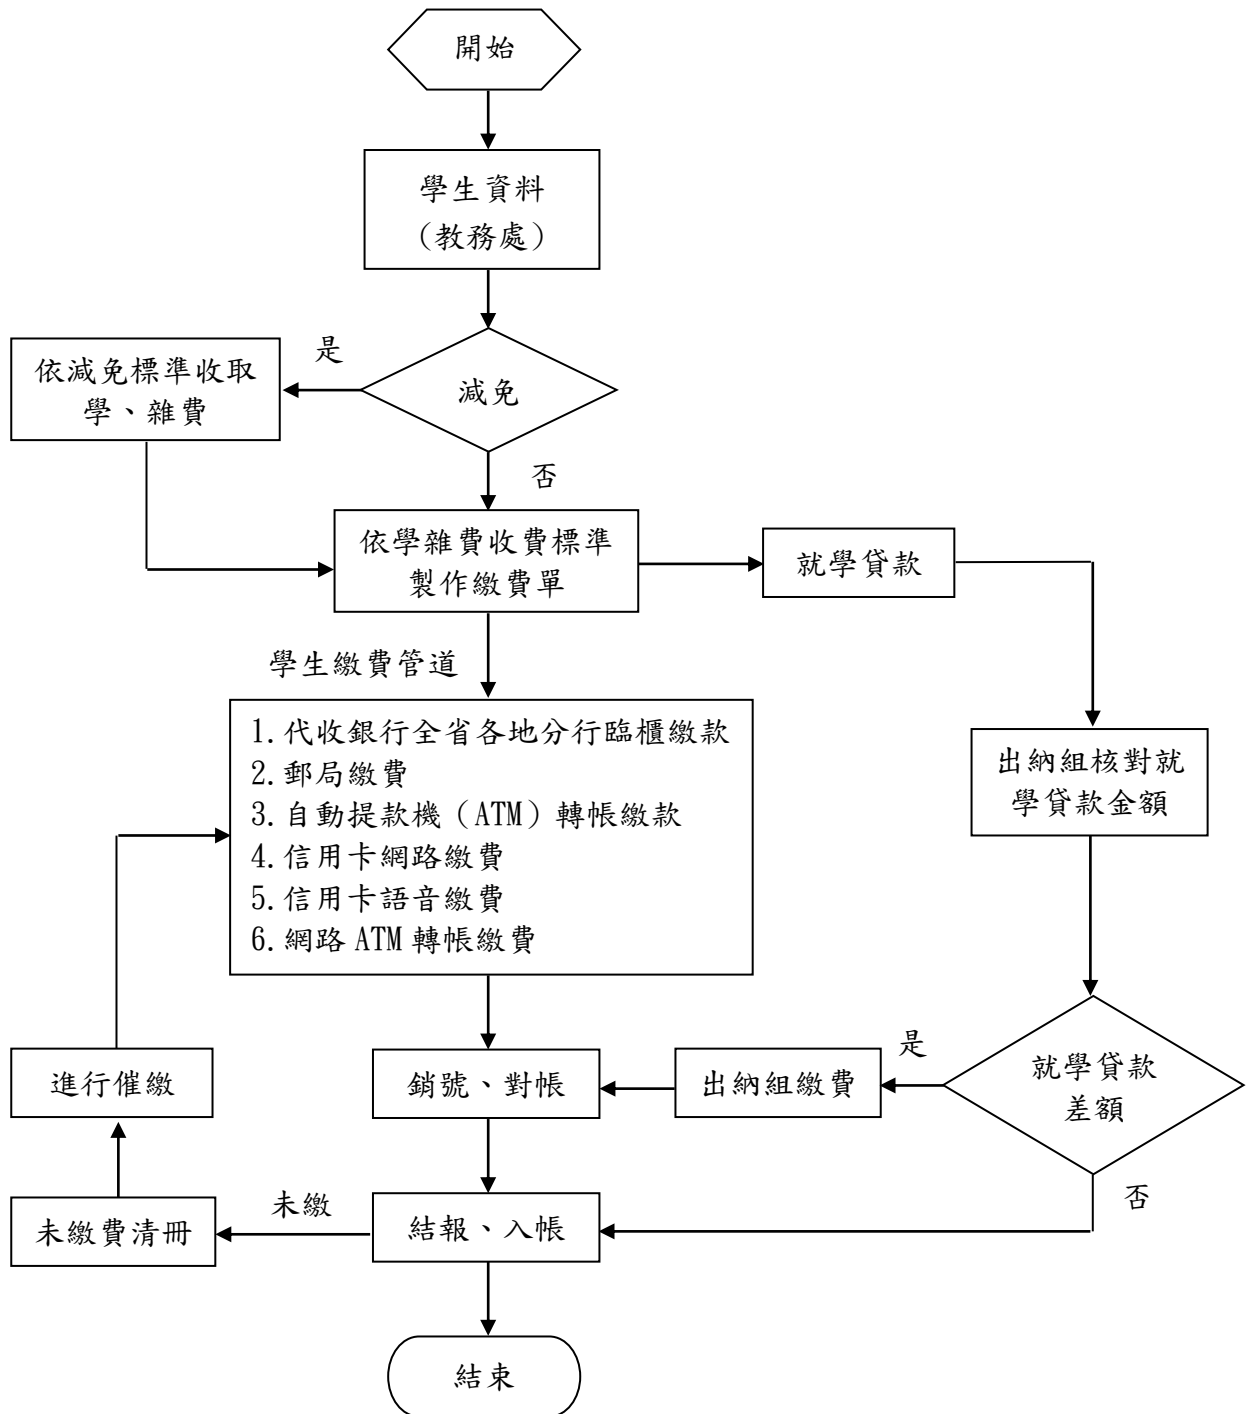 開始
學生資料
(教務處)
是
依減免標準收取
學、雜費
減免
否
依學雜費收費標準
製作繳費單
就學貸款
學生繳費管道
1.代收銀行全省各地分行臨櫃繳款
2.郵局繳費
3.自動提款機（ATM）轉帳繳款
4.信用卡網路繳費
5.信用卡語音繳費
6.網路 ATM 轉帳繳費
出納組核對就
學貸款金額
就學貸款
差額
是
出納組繳費
銷號、對帳
進行催繳
否
未繳
未繳費清冊
結報、入帳
結束